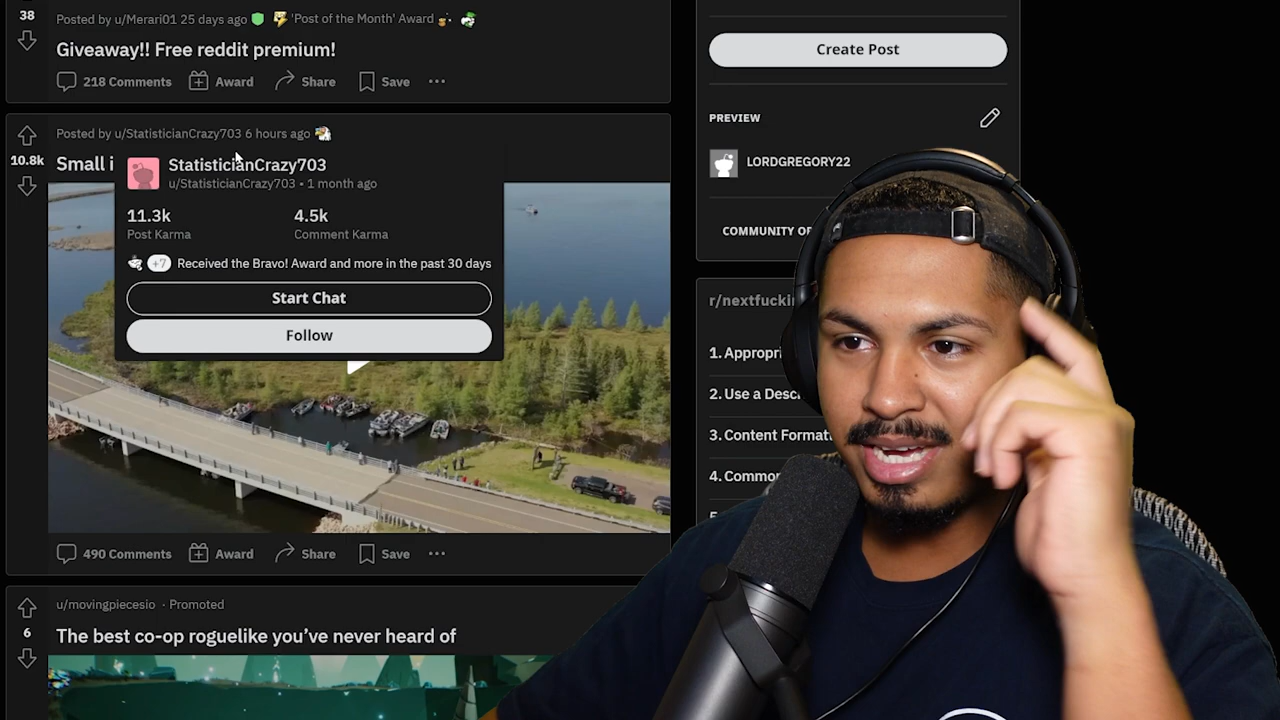 38
Posted by u/Merari01 25 days ago 'Post of the Month' Award
Giveaway!! Free reddit premium!
218 Comments Award Share Save
Posted by u/StatisticianCrazy703 6 hours ago
10.8k
Small i
StatisticianCrazy703
u/StatisticianCrazy703 • 1 month ago
11.3k 4.5k
Post Karma Comment Karma
+7 Received the Bravo! Award and more in the past 30 days
Start Chat
Follow
490 Comments Award Share Save
u/movingpiecesio · Promoted
6
The best co-op roguelike you've never heard of
Create Post
PREVIEW
LORDGREGORY22
COMMUNITY OP
r/nextfuckin
1. Appropri
2. Use a Desc
3. Content Format
4. Commo